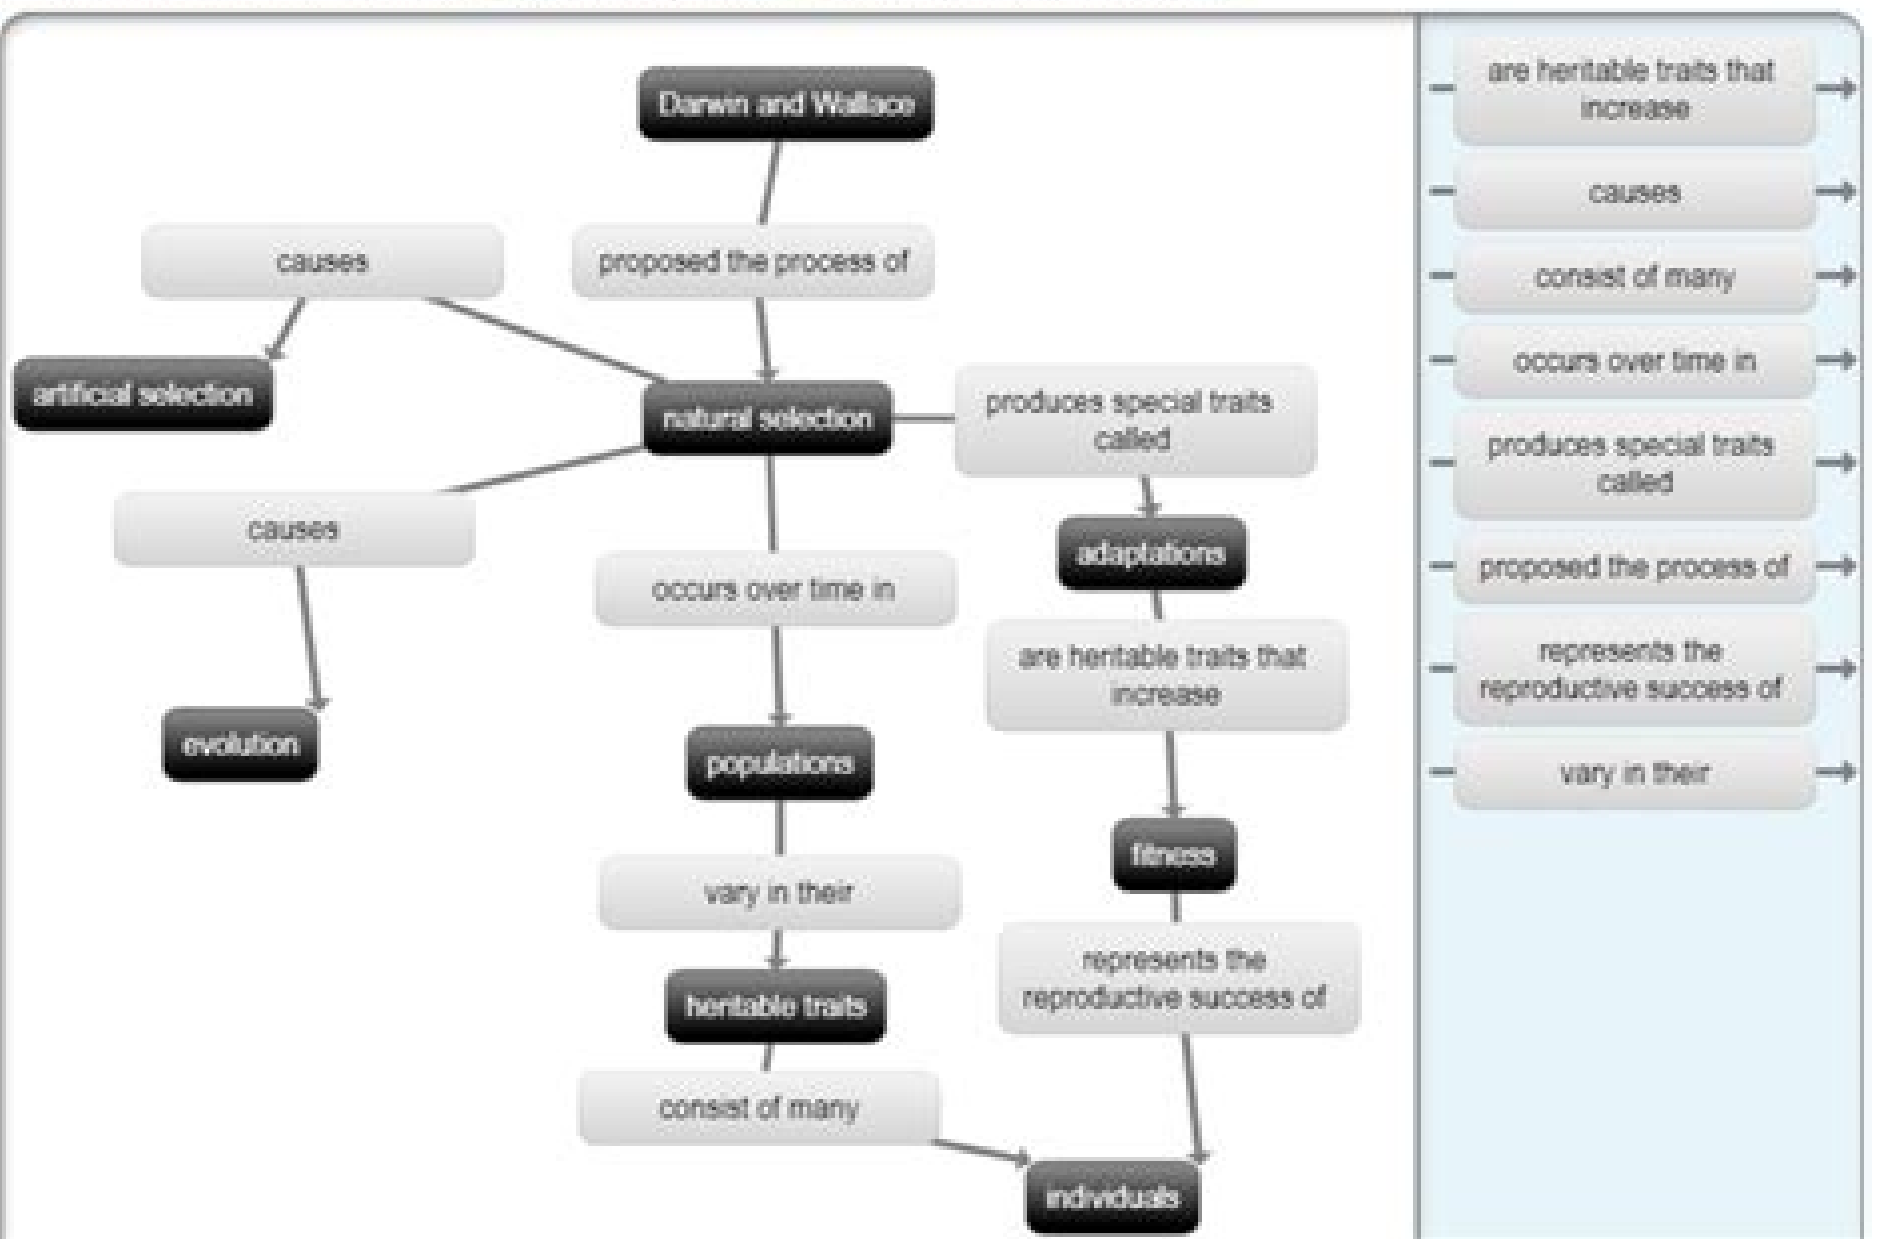 Darwin and Wallace
causes
proposed the process of
artificial selection
natural selection
produces special traits
called
causes
adaptations
occurs over time in
are heritable traits that
increase
evolution
populations
fitness
vary in their
represents the
reproductive success of
heritable traits
consist of many
individuals
are heritable traits that
increase
causes
consist of many
occurs over time in
produces special traits
called
proposed the process of
represents the
reproductive success of
vary in their